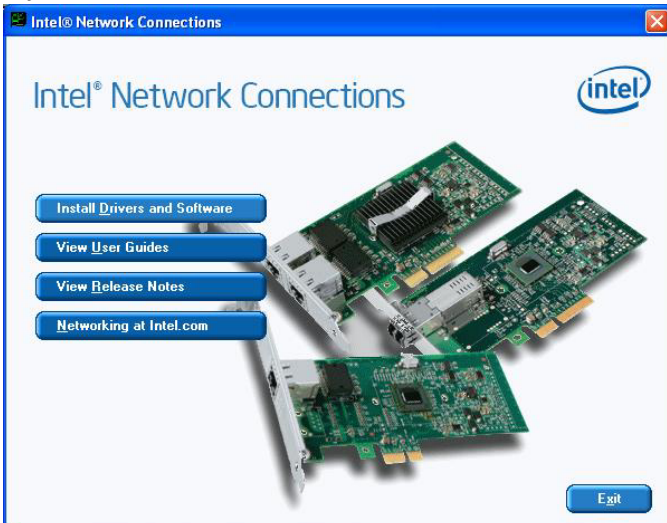 Intel® Network Connections
Intel® Network Connections
intel
Install Drivers and Software
View User Guides
View Release Notes
Networking at Intel.com
Exit